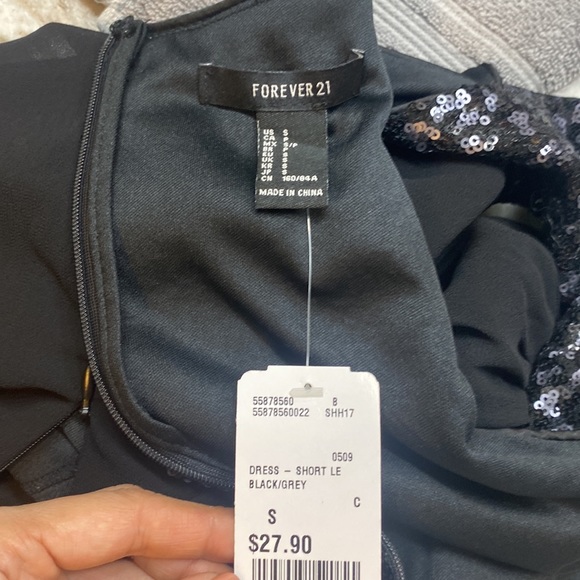 FOREVER 21
US S
CA P
MX S/P
BR P
EU S
UK S
KR S
JP S
CN 160/84A
MADE IN CHINA
55878560 B
55878560022 SHH17
0509
DRESS – SHORT LE
BLACK/GREY
C
S
$27.90